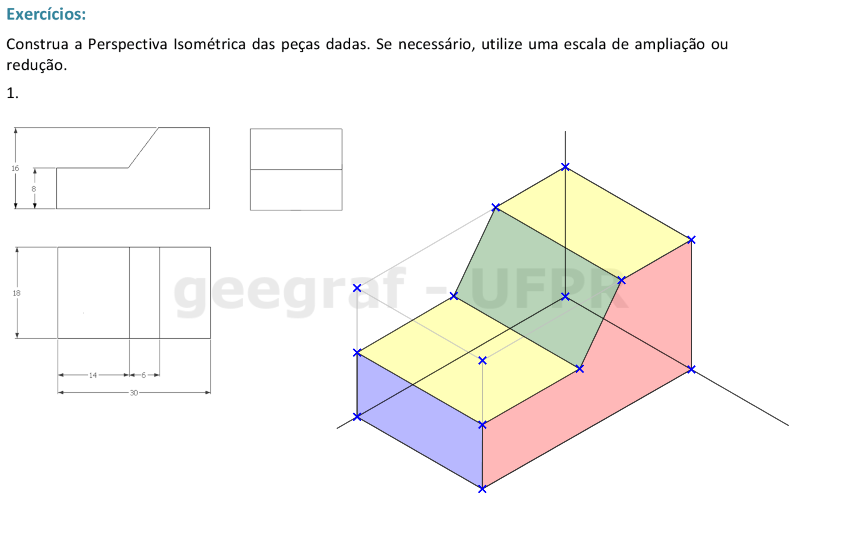 Exercícios:
Construa a Perspectiva Isométrica das peças dadas. Se necessário, utilize uma escala de ampliação ou
redução.
1.
16
8
geegraf - UFPR
18
14
6
30